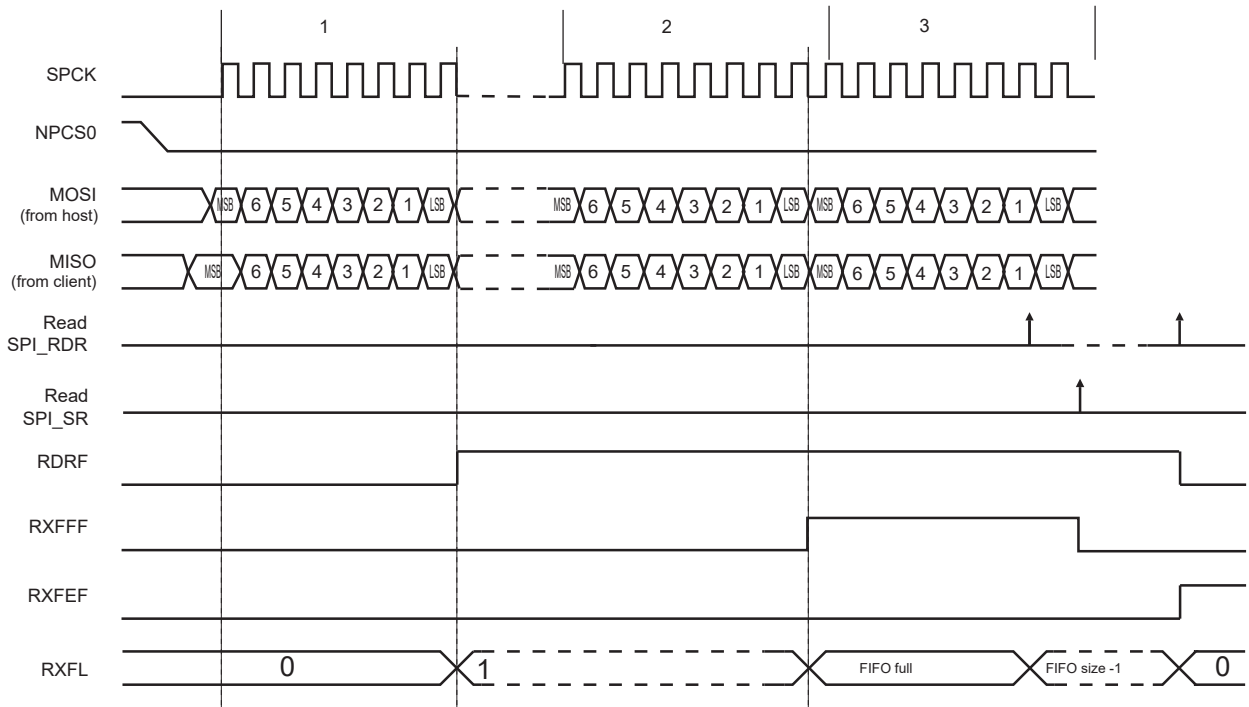 1 2 3
SPCK
NPCS0
MOSI
(from host)
MSB 6 5 4 3 2 1 LSB MSB 6 5 4 3 2 1 LSB MSB 6 5 4 3 2 1 LSB
MISO
(from client)
MSB 6 5 4 3 2 1 LSB MSB 6 5 4 3 2 1 LSB MSB 6 5 4 3 2 1 LSB
Read
SPI_RDR
Read
SPI_SR
RDRF
RXFFF
RXFEF
RXFL 0 1 FIFO full FIFO size -1 0